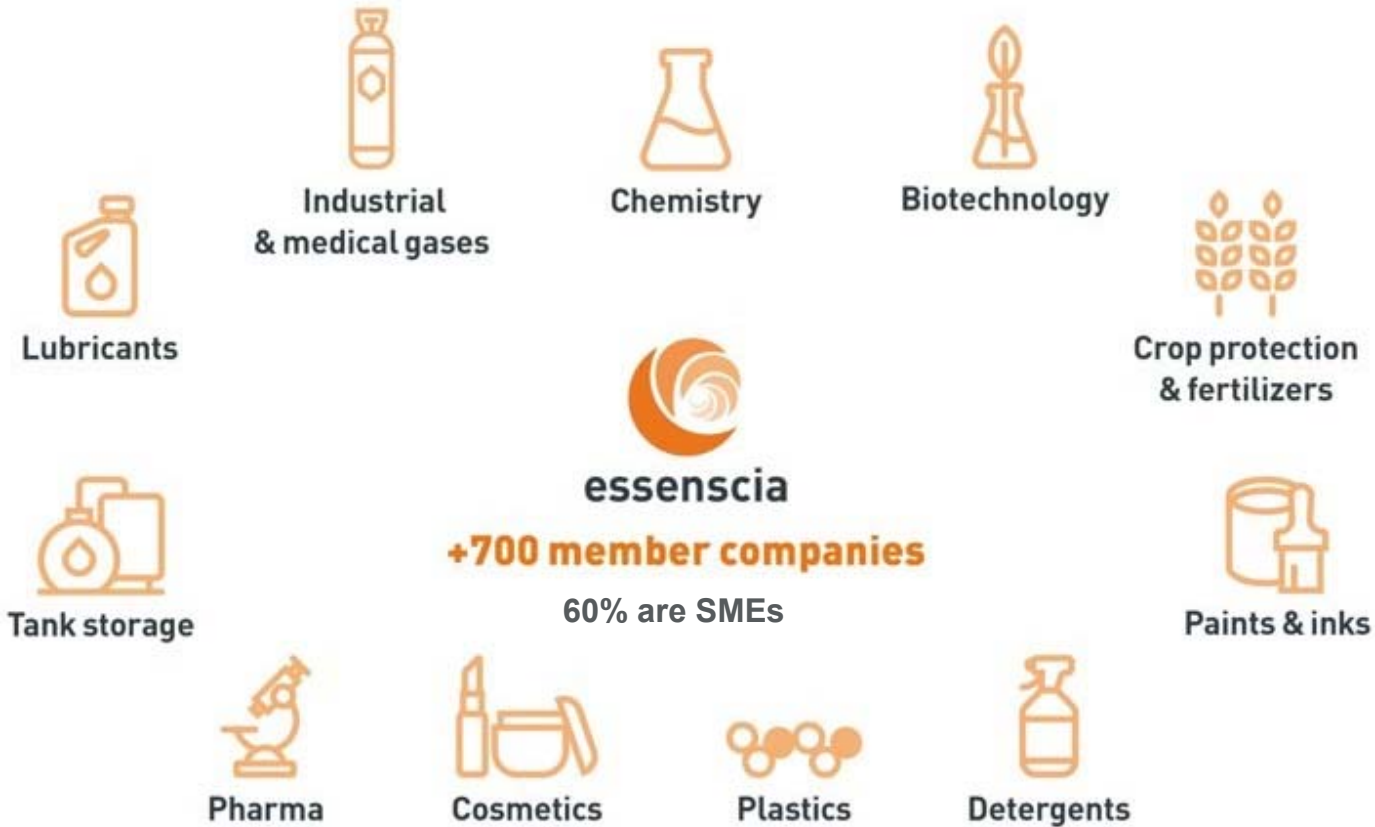 Industrial
& medical gases
Chemistry
Biotechnology
Lubricants
Crop protection
& fertilizers
essenscia
+700 member companies
60% are SMEs
Tank storage
Paints & inks
Pharma
Cosmetics
Plastics
Detergents